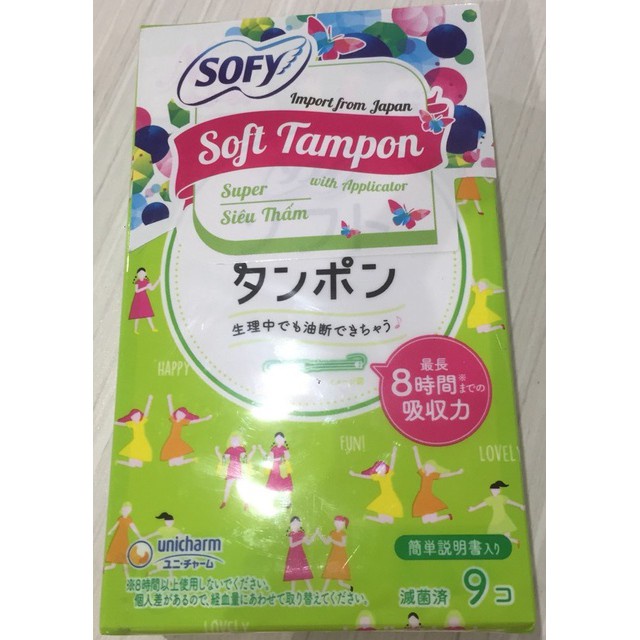 SOFY
Import from Japan
Soft Tampon
Super
with Applicator
Siêu Thấm
ソフト
タンポン
生理中でも油断できちゃう♪
最長
8時間※までの
吸収力
HAPPY
FUN!
LOVELY
unicharm
ユニ・チャーム
簡単説明書入り
※8時間以上使用しないでください。
個人差があるので、経血量にあわせて取り替えてください。
滅菌済 9コ
HAPPY
LOVE